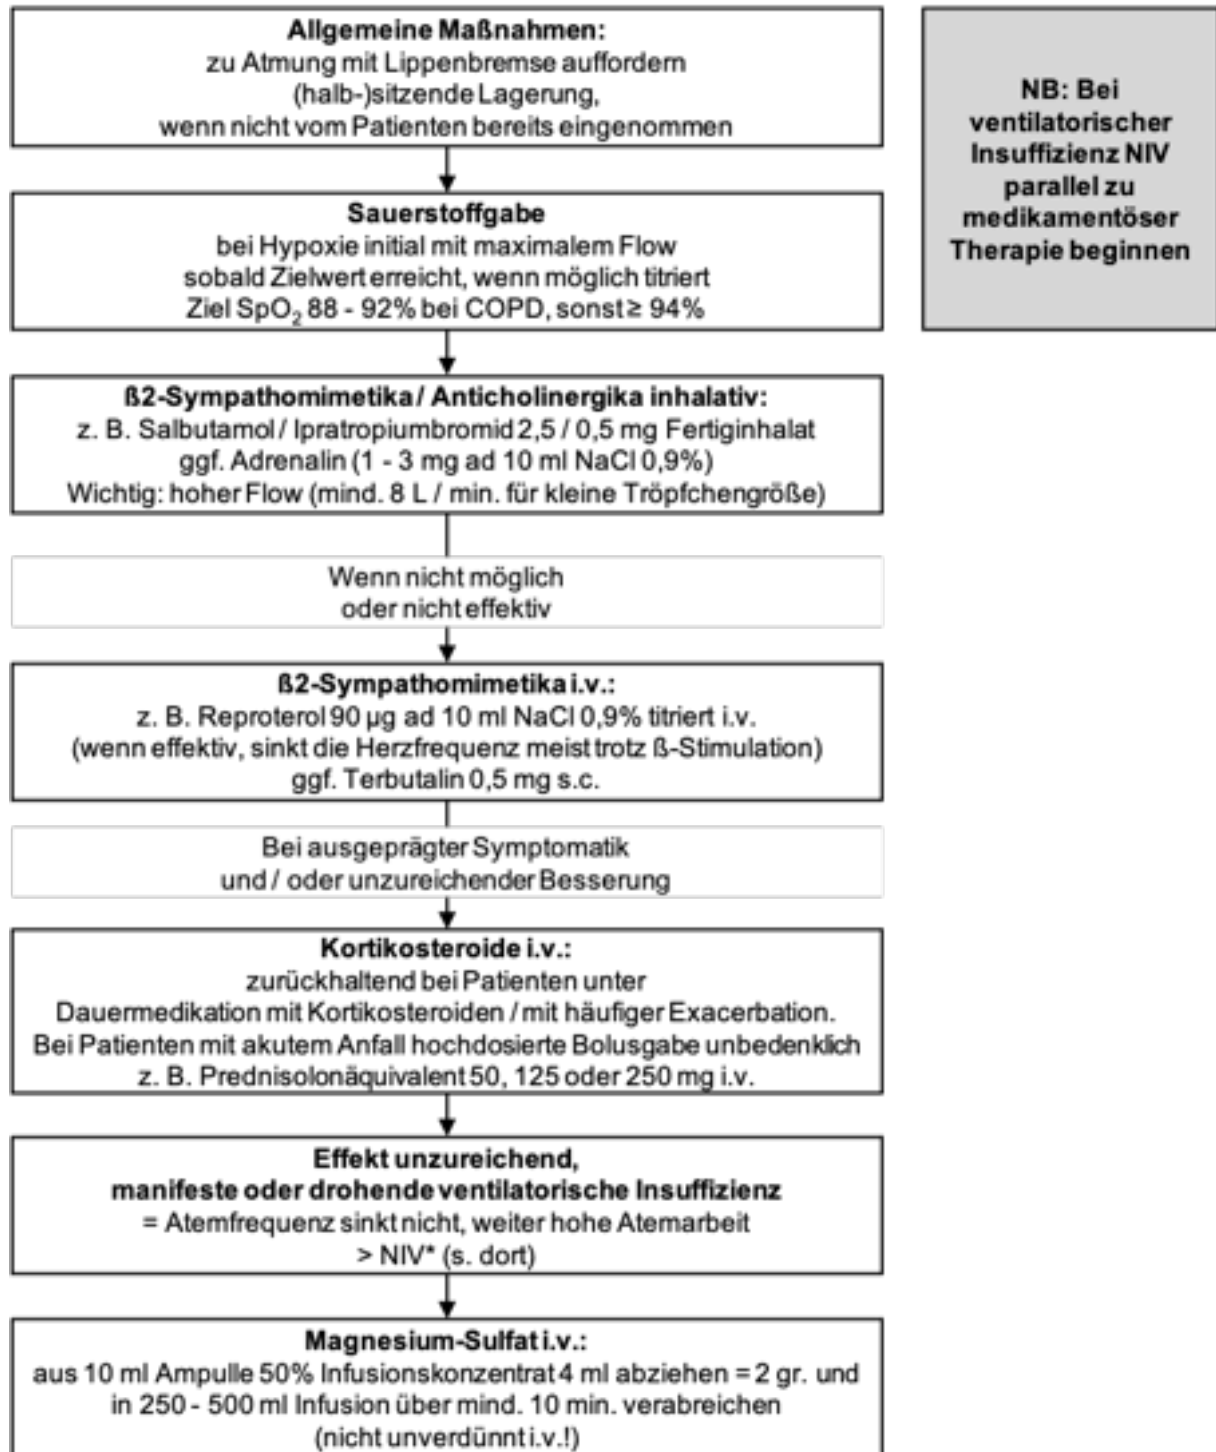 Allgemeine Maßnahmen:
zu Atmung mit Lippenbremse auffordern
(halb-)sitzende Lagerung,
wenn nicht vom Patienten bereits eingenommen
NB: Bei
ventilatorischer
Insuffizienz NIV
parallel zu
medikamentöser
Therapie beginnen
Sauerstoffgabe
bei Hypoxie initial mit maximalem Flow
sobald Zielwert erreicht, wenn möglich titriert
Ziel SpO₂ 88 - 92% bei COPD, sonst ≥ 94%
ß2-Sympathomimetika / Anticholinergika inhalativ:
z. B. Salbutamol / Ipratropiumbromid 2,5 / 0,5 mg Fertiginhalat
ggf. Adrenalin (1 - 3 mg ad 10 ml NaCl 0,9%)
Wichtig: hoher Flow (mind. 8 L / min. für kleine Tröpfchengröße)
Wenn nicht möglich
oder nicht effektiv
ß2-Sympathomimetika i.v.:
z. B. Reproterol 90 µg ad 10 ml NaCl 0,9% titriert i.v.
(wenn effektiv, sinkt die Herzfrequenz meist trotz ß-Stimulation)
ggf. Terbutalin 0,5 mg s.c.
Bei ausgeprägter Symptomatik
und / oder unzureichender Besserung
Kortikosteroide i.v.:
zurückhaltend bei Patienten unter
Dauermedikation mit Kortikosteroiden / mit häufiger Exacerbation.
Bei Patienten mit akutem Anfall hochdosierte Bolusgabe unbedenklich
z. B. Prednisolonäquivalent 50, 125 oder 250 mg i.v.
Effekt unzureichend,
manifeste oder drohende ventilatorische Insuffizienz
= Atemfrequenz sinkt nicht, weiter hohe Atemarbeit
> NIV* (s. dort)
Magnesium-Sulfat i.v.:
aus 10 ml Ampulle 50% Infusionskonzentrat 4 ml abziehen = 2 gr. und
in 250 - 500 ml Infusion über mind. 10 min. verabreichen
(nicht unverdünnt i.v.!)